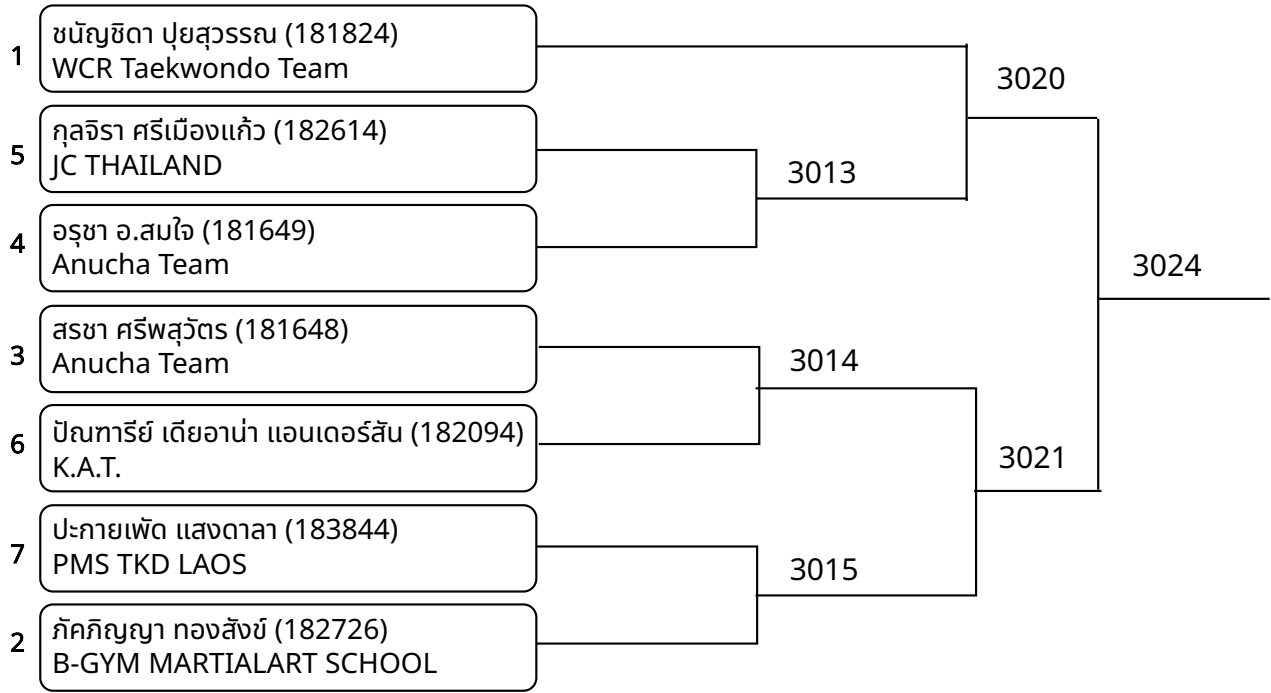 1
ชนัญชิดา ปุยสุวรรณ (181824)
WCR Taekwondo Team
3020
5
กุลจิรา ศรีเมืองแก้ว (182614)
JC THAILAND
3013
4
อรุชา อ.สมใจ (181649)
Anucha Team
3024
3
สรชา ศรีพสุวัตร (181648)
Anucha Team
3014
6
ปัณฑารีย์ เดียอาน่า แอนเดอร์สัน (182094)
K.A.T.
3021
7
ปะกายเพัด แสงดาลา (183844)
PMS TKD LAOS
3015
2
ภัคภิญญา ทองสังข์ (182726)
B-GYM MARTIALART SCHOOL